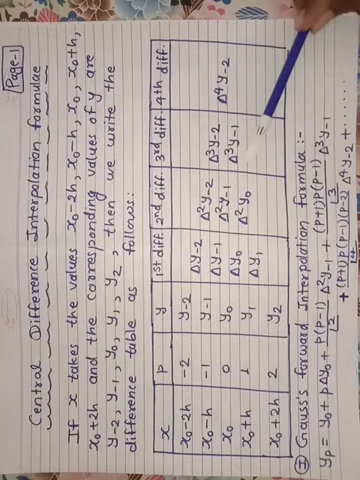 Page-1
Central Difference Interpolation formulae
If x takes the values x₀-2h, x₀-h, x₀, x₀+h,
x₀+2h and the corresponding values of y are
y-2, y-1, y₀, y₁, y₂, then we write the
difference table as follows:
x P y 1st diff. 2nd diff. 3rd diff. 4th diff.
x₀-2h -2 y-2
Δy-2
x₀-h -1 y-1 Δ²y-2
Δy-1 Δ³y-2
x₀ 0 y₀ Δ²y-1 Δ⁴y-2
Δy₀ Δ³y-1
x₀+h 1 y₁ Δ²y₀
Δy₁
x₀+2h 2 y₂
I Gauss's forward Interpolation formula :-
yp = y₀ + pΔy₀ + p(p-1)/|2 Δ²y-1 + (p+1)p(p-1)/|3 Δ³y-1
+ (p+1)p(p-1)(p-2)/|4 Δ⁴y-2 + .......